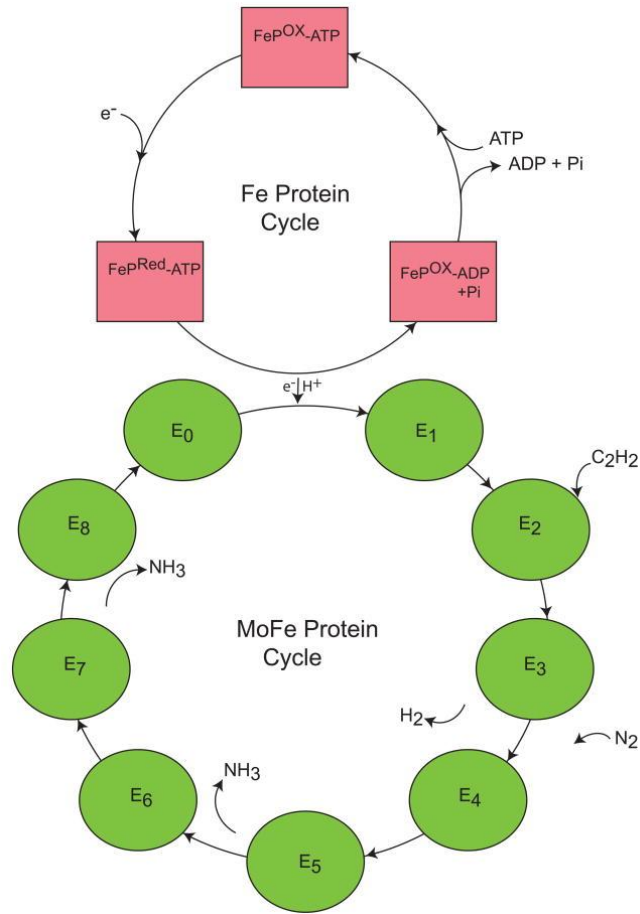 FeP^OX-ATP
e-
ATP
ADP + Pi
Fe Protein
Cycle
FeP^Red-ATP
FeP^OX-ADP
+Pi
e- H+
E0
E1
C2H2
E8
E2
NH3
MoFe Protein
Cycle
E7
E3
H2
N2
NH3
E6
E4
E5